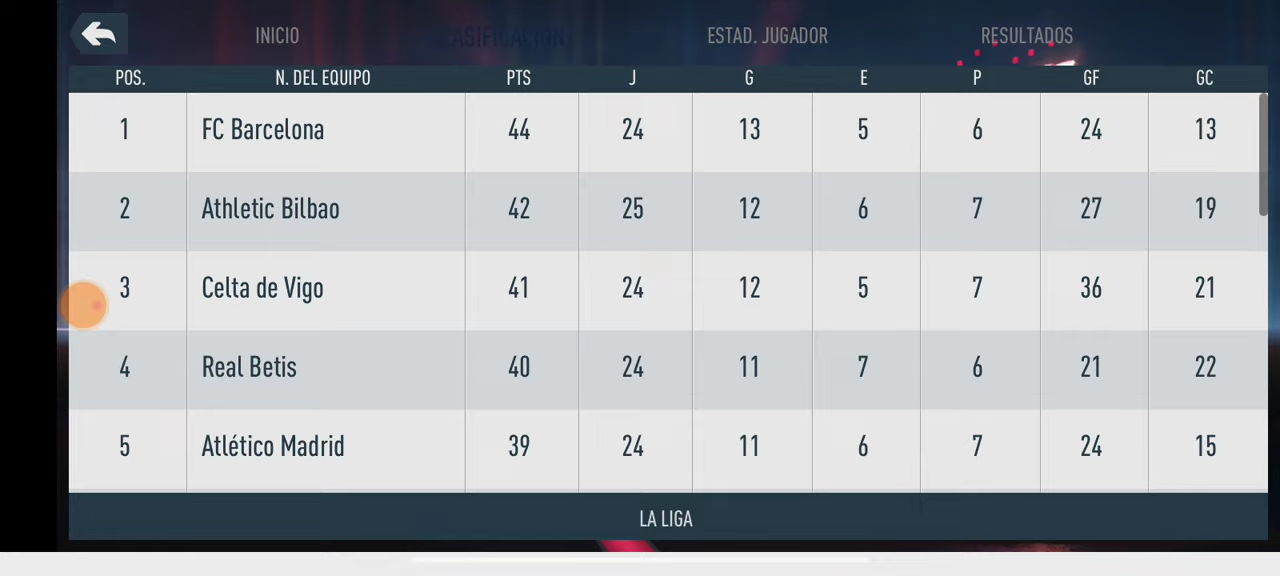 INICIO CLASIFICACIÓN ESTAD. JUGADOR RESULTADOS
POS. N. DEL EQUIPO PTS J G E P GF GC
1 FC Barcelona 44 24 13 5 6 24 13
2 Athletic Bilbao 42 25 12 6 7 27 19
3 Celta de Vigo 41 24 12 5 7 36 21
4 Real Betis 40 24 11 7 6 21 22
5 Atlético Madrid 39 24 11 6 7 24 15
LA LIGA